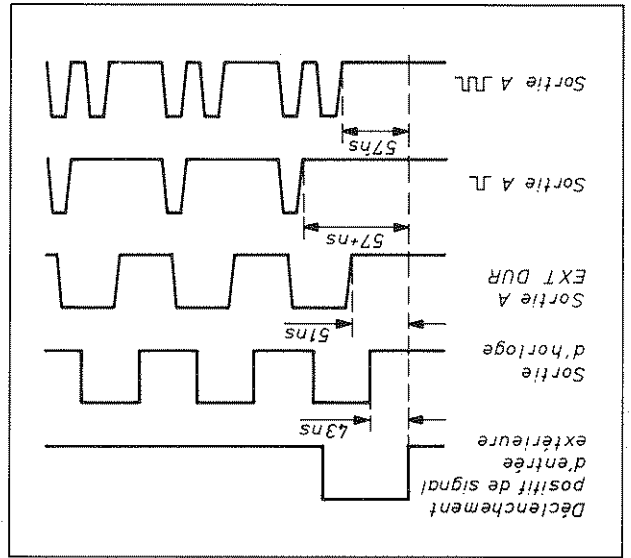 Déclenchement
positif de signal
d'entrée
extérieure
43ns
Sortie
d'horloge
51ns
Sortie A
EXT DUR
57+ns
Sortie A
57ns
Sortie A